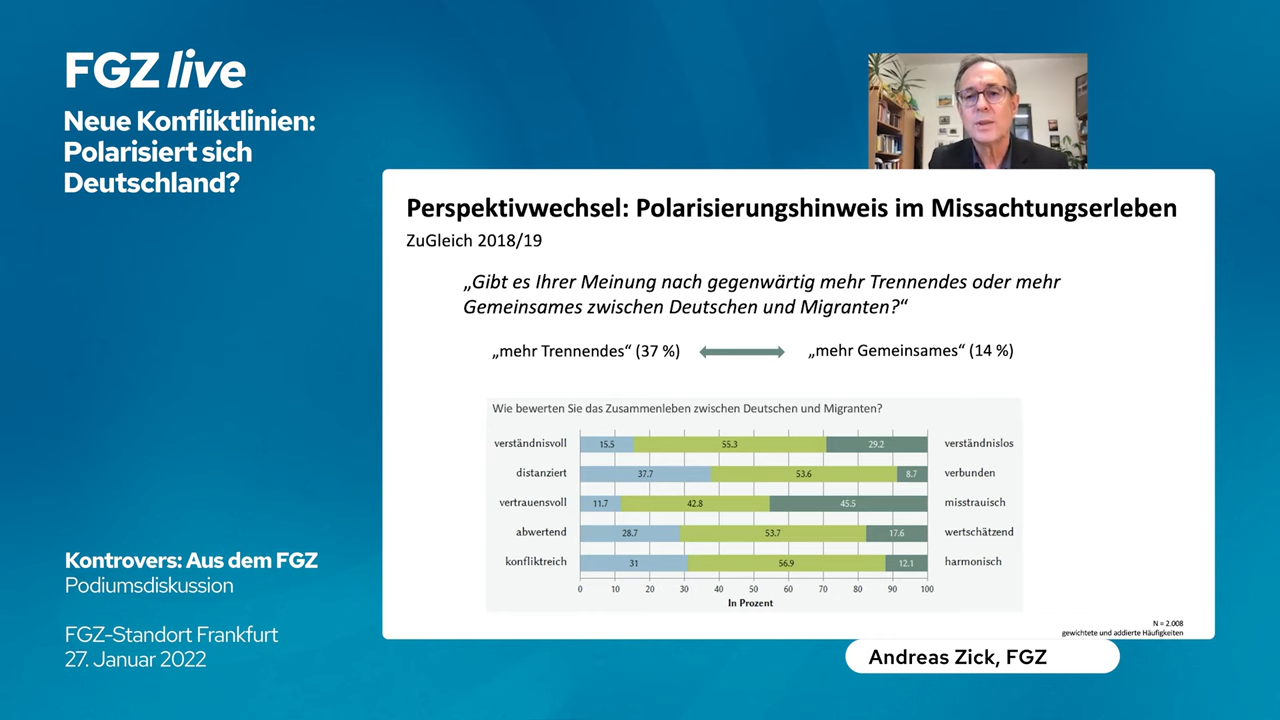 FGZ live
Neue Konfliktlinien:
Polarisiert sich
Deutschland?
Perspektivwechsel: Polarisierungshinweis im Missachtungserleben
ZuGleich 2018/19
„Gibt es Ihrer Meinung nach gegenwärtig mehr Trennendes oder mehr
Gemeinsames zwischen Deutschen und Migranten?“
„mehr Trennendes“ (37 %) „mehr Gemeinsames“ (14 %)
Wie bewerten Sie das Zusammenleben zwischen Deutschen und Migranten?
verständnisvoll 15.5 55.3 29.2 verständnislos
distanziert 37.7 53.6 8.7 verbunden
vertrauensvoll 11.7 42.8 45.5 misstrauisch
abwertend 28.7 53.7 17.6 wertschätzend
konfliktreich 31 56.9 12.1 harmonisch
0 10 20 30 40 50 60 70 80 90 100
In Prozent
N = 2.008
gewichtete und addierte Häufigkeiten
Kontrovers: Aus dem FGZ
Podiumsdiskussion
FGZ-Standort Frankfurt
27. Januar 2022
Andreas Zick, FGZ